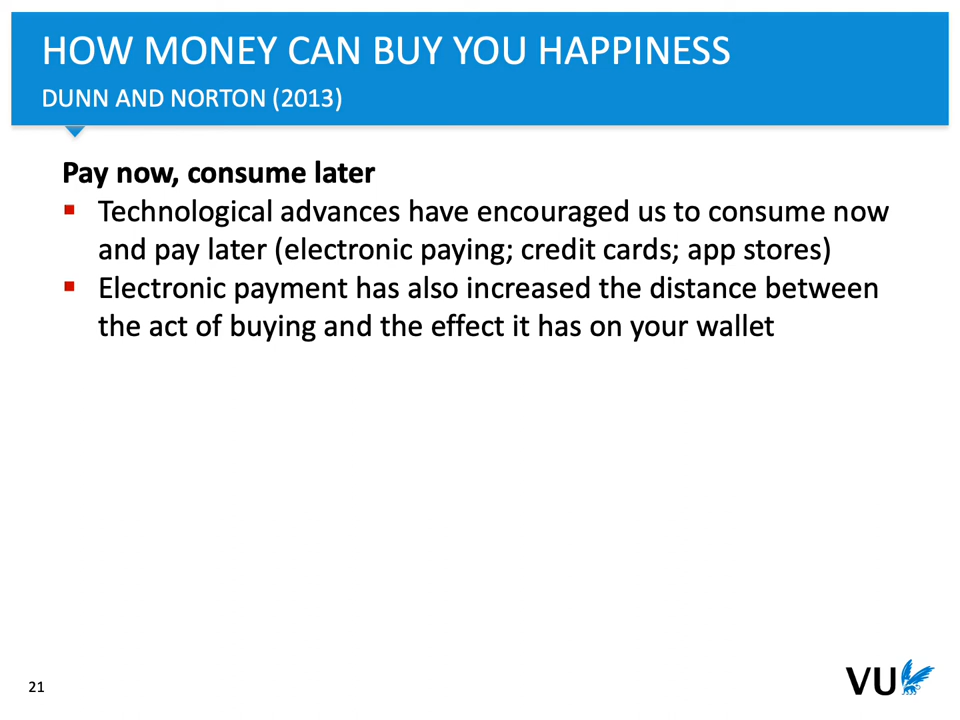 HOW MONEY CAN BUY YOU HAPPINESS
DUNN AND NORTON (2013)
Pay now, consume later
▪ Technological advances have encouraged us to consume now
and pay later (electronic paying; credit cards; app stores)
▪ Electronic payment has also increased the distance between
the act of buying and the effect it has on your wallet
21
VU